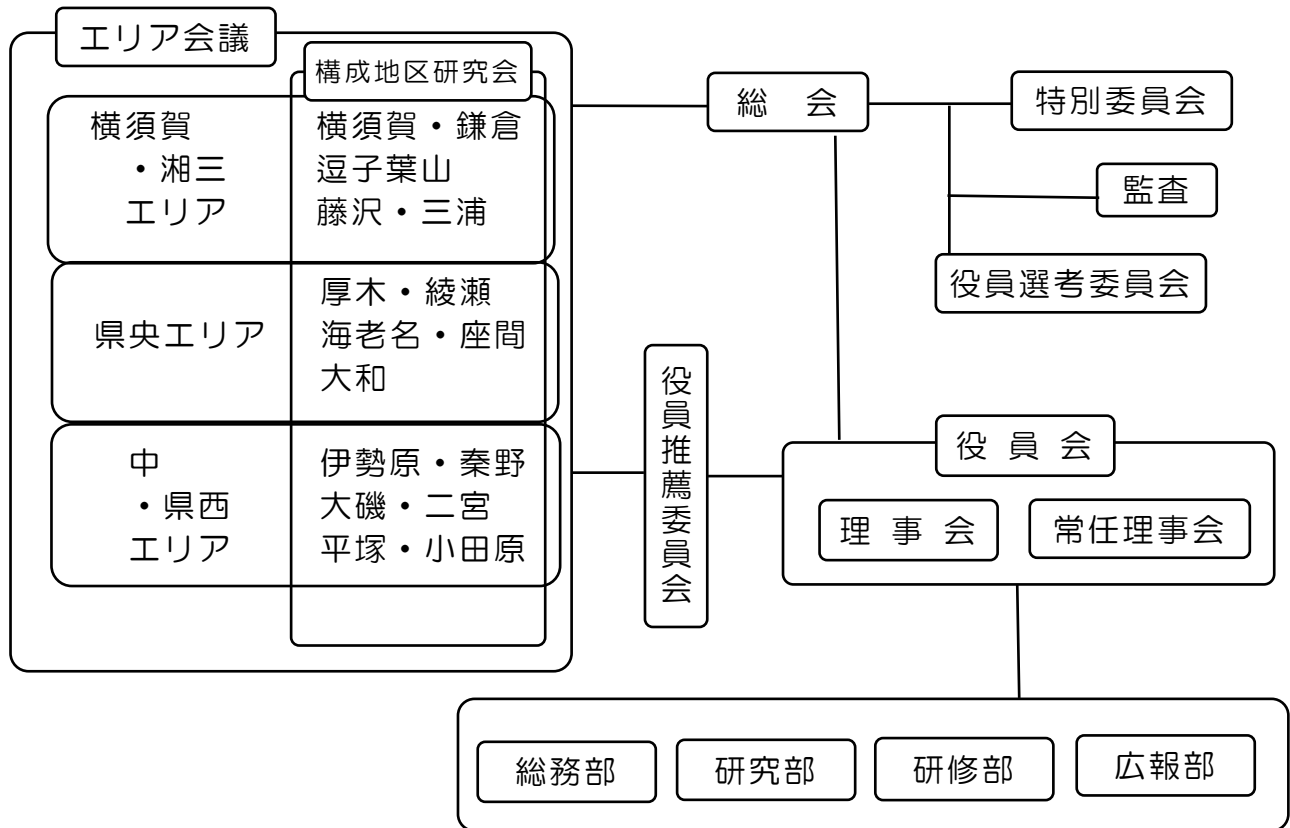 エリア会議
構成地区研究会
横須賀
・湘三
エリア
横須賀・鎌倉
逗子葉山
藤沢・三浦
県央エリア
厚木・綾瀬
海老名・座間
大和
中
・県西
エリア
伊勢原・秦野
大磯・二宮
平塚・小田原
総　会
特別委員会
監査
役員選考委員会
役員推薦委員会
役 員 会
理 事 会
常任理事会
総務部
研究部
研修部
広報部